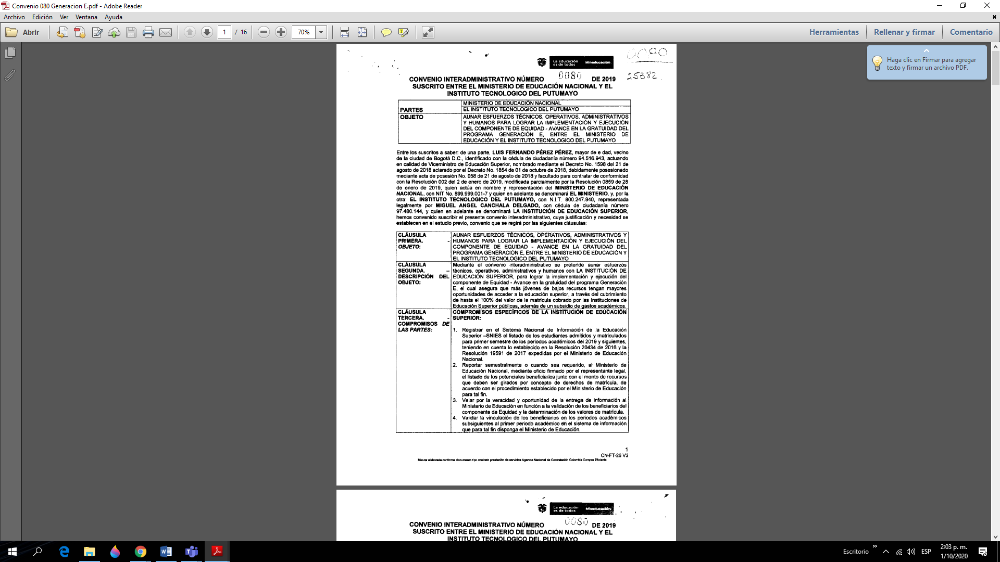 Convenio 080 Generacion E.pdf - Adobe Reader
Archivo Edición Ver Ventana Ayuda
Abrir 1 / 16 70% Herramientas Rellenar y firmar Comentario
Haga clic en Firmar para agregar
texto y firmar un archivo PDF.
La educación
es de todos
Mineducación
25382
CONVENIO INTERADMINISTRATIVO NÚMERO 0080 DE 2019
SUSCRITO ENTRE EL MINISTERIO DE EDUCACIÓN NACIONAL Y EL
INSTITUTO TECNOLOGICO DEL PUTUMAYO
PARTES
MINISTERIO DE EDUCACIÓN NACIONAL
EL INSTITUTO TECNOLOGICO DEL PUTUMAYO
OBJETO
AUNAR ESFUERZOS TÉCNICOS, OPERATIVOS, ADMINISTRATIVOS
Y HUMANOS PARA LOGRAR LA IMPLEMENTACIÓN Y EJECUCIÓN
DEL COMPONENTE DE EQUIDAD - AVANCE EN LA GRATUIDAD DEL
PROGRAMA GENERACIÓN E, ENTRE EL MINISTERIO DE
EDUCACIÓN Y EL INSTITUTO TECNOLOGICO DEL PUTUMAYO
Entre los suscritos a saber: de una parte, LUIS FERNANDO PÉREZ PÉREZ, mayor de e dad, vecino
de la ciudad de Bogotá D.C., identificado con la cédula de ciudadanía número 94.516.943, actuando
en calidad de Viceministro de Educación Superior, nombrado mediante el Decreto No. 1598 del 21 de
agosto de 2018 aclarado por el Decreto No. 1854 de 01 de octubre de 2018, debidamente posesionado
mediante acta de posesión No. 058 de 21 de agosto de 2018 y facultado para contratar de conformidad
con la Resolución 002 del 2 de enero de 2019, modificada parcialmente por la Resolución 0859 de 28
de enero de 2019, quien actúa en nombre y representación del MINISTERIO DE EDUCACIÓN
NACIONAL, con NIT No. 899.999.001-7 y quien en adelante se denominará EL MINISTERIO, y, por la
otra: EL INSTITUTO TECNOLOGICO DEL PUTUMAYO, con N.I.T. 800.247.940, representada
legalmente por MIGUEL ANGEL CANCHALA DELGADO, con cédula de ciudadanía número
97.480.144, y quien en adelante se denominará LA INSTITUCIÓN DE EDUCACIÓN SUPERIOR,
hemos convenido suscribir el presente convenio interadministrativo, cuya justificación y necesidad se
establecen en el estudio previo, convenio que se regirá por las siguientes cláusulas:
CLÁUSULA
PRIMERA. -
OBJETO:
AUNAR ESFUERZOS TÉCNICOS, OPERATIVOS, ADMINISTRATIVOS Y
HUMANOS PARA LOGRAR LA IMPLEMENTACIÓN Y EJECUCIÓN DEL
COMPONENTE DE EQUIDAD - AVANCE EN LA GRATUIDAD DEL
PROGRAMA GENERACIÓN E, ENTRE EL MINISTERIO DE EDUCACIÓN Y
EL INSTITUTO TECNOLOGICO DEL PUTUMAYO
CLÁUSULA
SEGUNDA. –
DESCRIPCIÓN DEL
OBJETO:
Mediante el convenio interadministrativo se pretende aunar esfuerzos
técnicos, operativos, administrativos y humanos con LA INSTITUCIÓN DE
EDUCACIÓN SUPERIOR, para lograr la implementación y ejecución del
componente de Equidad - Avance en la gratuidad del programa Generación
E, el cual asegura que más jóvenes de bajos recursos tengan mayores
oportunidades de acceder a la educación superior, a través del cubrimiento
de hasta el 100% del valor de la matrícula cobrado por las Instituciones de
Educación Superior públicas, además de un subsidio de gastos académicos.
CLÁUSULA
TERCERA. -
COMPROMISOS DE
LAS PARTES:
COMPROMISOS ESPECÍFICOS DE LA INSTITUCIÓN DE EDUCACIÓN
SUPERIOR:
1. Registrar en el Sistema Nacional de Información de la Educación
Superior –SNIES el listado de los estudiantes admitidos y matriculados
para primer semestre de los periodos académicos del 2019 y siguientes,
teniendo en cuenta lo establecido en la Resolución 20434 de 2016 y la
Resolución 19591 de 2017 expedidas por el Ministerio de Educación
Nacional.
2. Reportar semestralmente o cuando sea requerido, al Ministerio de
Educación Nacional, mediante oficio firmado por el representante legal,
el listado de los potenciales beneficiarios junto con el monto de recursos
que deben ser girados por concepto de derechos de matrícula, de
acuerdo con el procedimiento establecido por el Ministerio de Educación
para tal fin.
3. Velar por la veracidad y oportunidad de la entrega de información al
Ministerio de Educación en función a la validación de los beneficiarios del
componente de Equidad y la determinación de los valores de matrícula.
4. Validar la vinculación de los beneficiarios en los periodos académicos
subsiguientes al primer periodo académico en el sistema de información
que para tal fin disponga el Ministerio de Educación.
1
CN-FT-26 V3
Minuta elaborada conforme documento tipo contrato prestación de servicios Agencia Nacional de Contratación Colombia Compra Eficiente
La educación
es de todos
Mineducación
CONVENIO INTERADMINISTRATIVO NÚMERO 0080 DE 2019
SUSCRITO ENTRE EL MINISTERIO DE EDUCACIÓN NACIONAL Y EL
INSTITUTO TECNOLOGICO DEL PUTUMAYO
Escritorio ESP 2:03 p. m.
1/10/2020